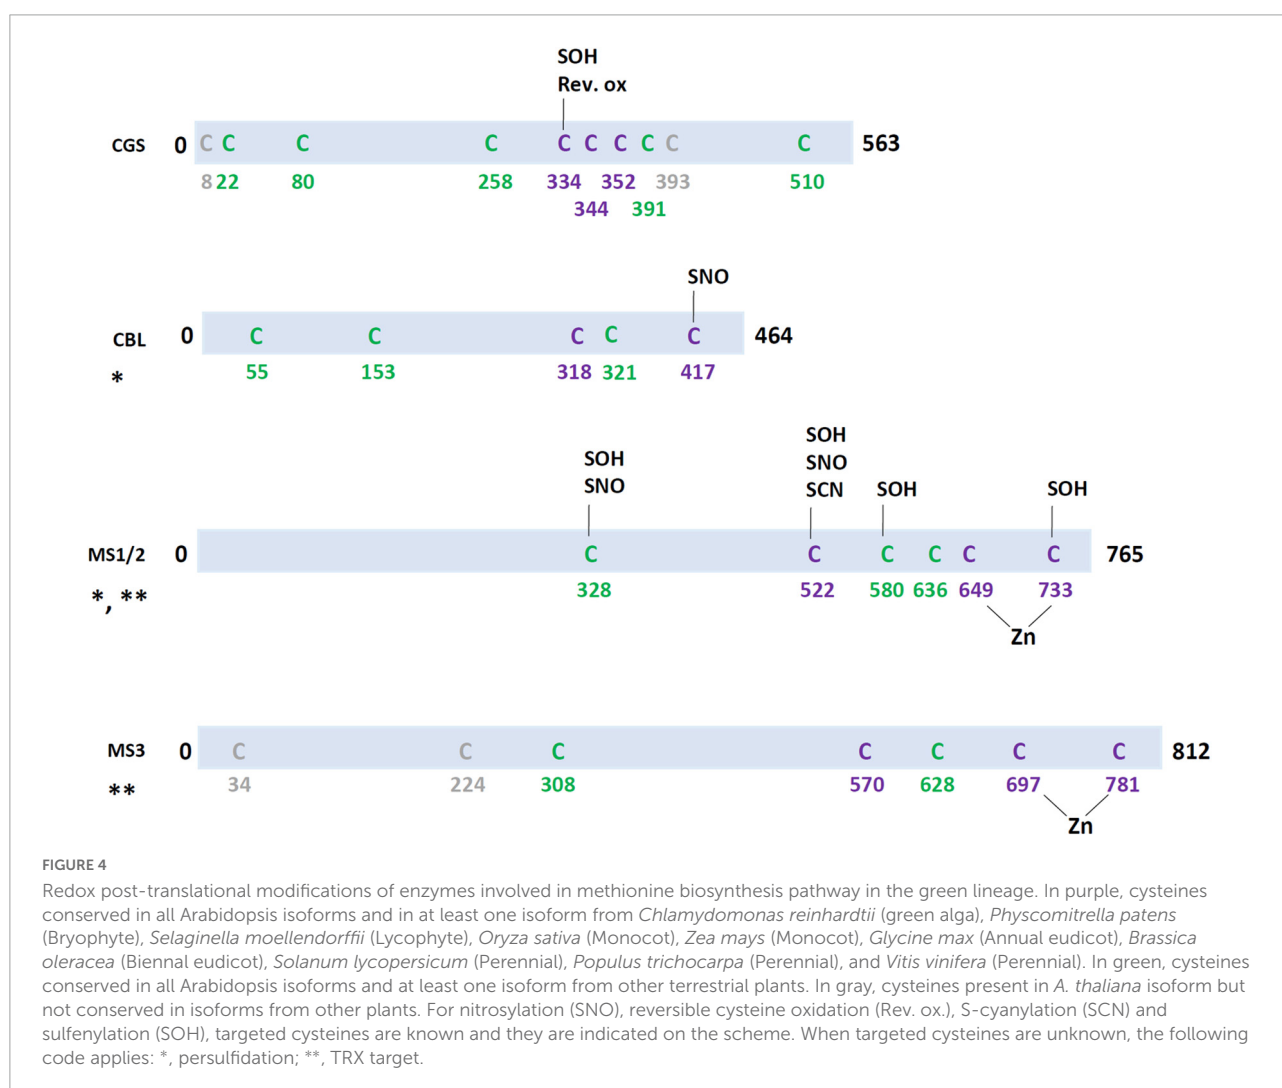 SOH
Rev. ox
CGS 0 C C C C C C C C C C 563
8 22 80 258 334 352 393 510
344 391
SNO
CBL 0 C C C C C 464
* 55 153 318 321 417
SOH
SNO
SOH
SNO
SCN
SOH
SOH
MS1/2 0 C C C C C C 765
*, ** 328 522 580 636 649 733
Zn
MS3 0 C C C C C C C 812
** 34 224 308 570 628 697 781
Zn
FIGURE 4
Redox post-translational modifications of enzymes involved in methionine biosynthesis pathway in the green lineage. In purple, cysteines
conserved in all Arabidopsis isoforms and in at least one isoform from Chlamydomonas reinhardtii (green alga), Physcomitrella patens
(Bryophyte), Selaginella moellendorffii (Lycophyte), Oryza sativa (Monocot), Zea mays (Monocot), Glycine max (Annual eudicot), Brassica
oleracea (Biennal eudicot), Solanum lycopersicum (Perennial), Populus trichocarpa (Perennial), and Vitis vinifera (Perennial). In green, cysteines
conserved in all Arabidopsis isoforms and at least one isoform from other terrestrial plants. In gray, cysteines present in A. thaliana isoform but
not conserved in isoforms from other plants. For nitrosylation (SNO), reversible cysteine oxidation (Rev. ox.), S-cyanylation (SCN) and
sulfenylation (SOH), targeted cysteines are known and they are indicated on the scheme. When targeted cysteines are unknown, the following
code applies: *, persulfidation; **, TRX target.